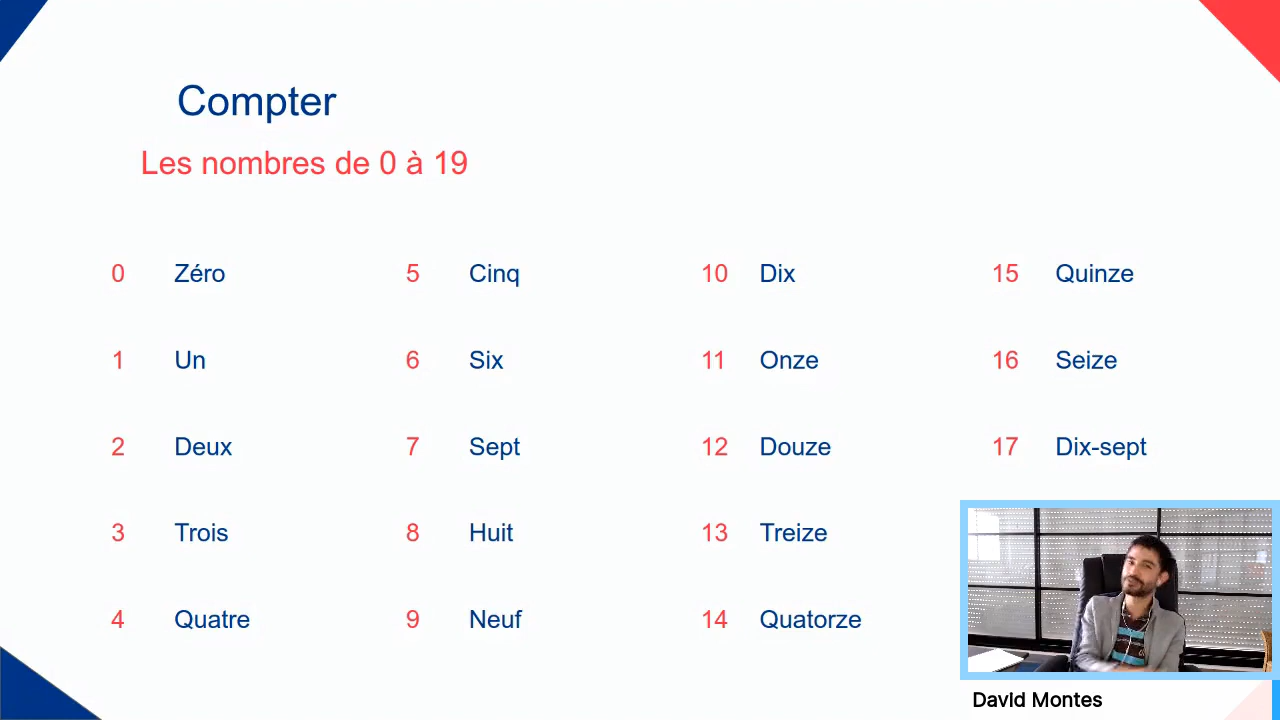 Compter
Les nombres de 0 à 19
0 Zéro 5 Cinq 10 Dix 15 Quinze
1 Un 6 Six 11 Onze 16 Seize
2 Deux 7 Sept 12 Douze 17 Dix-sept
3 Trois 8 Huit 13 Treize
4 Quatre 9 Neuf 14 Quatorze
David Montes